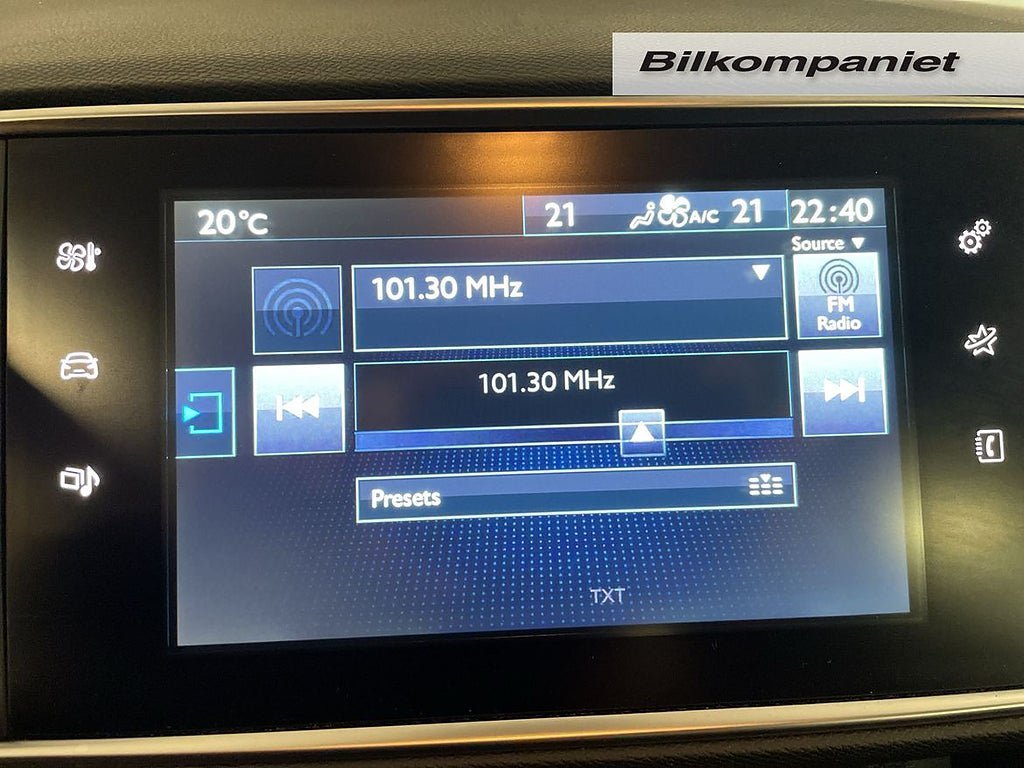 Bilkompaniet
20°C
21 A/C 21 22:40
Source
101.30 MHz
FM
Radio
101.30 MHz
Presets
TXT